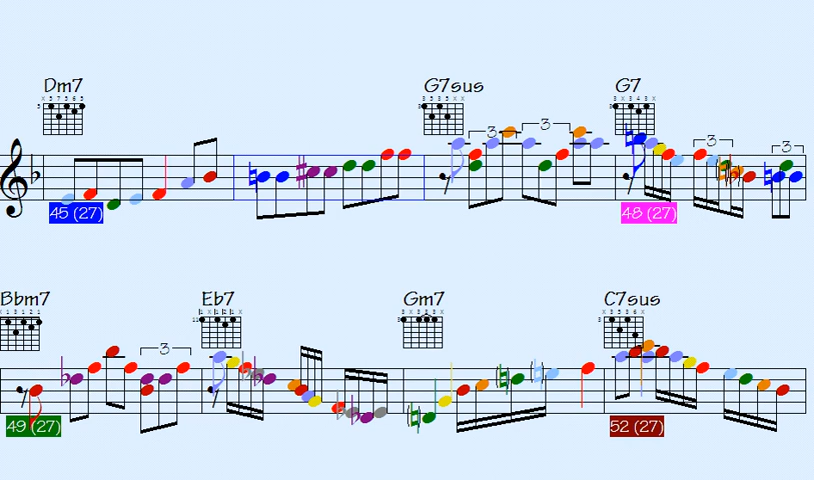 Dm7 G7sus G7
3 3 3 3
45 (27) 48 (27)
Bbm7 Eb7 Gm7 C7sus
3
49 (27) 52 (27)